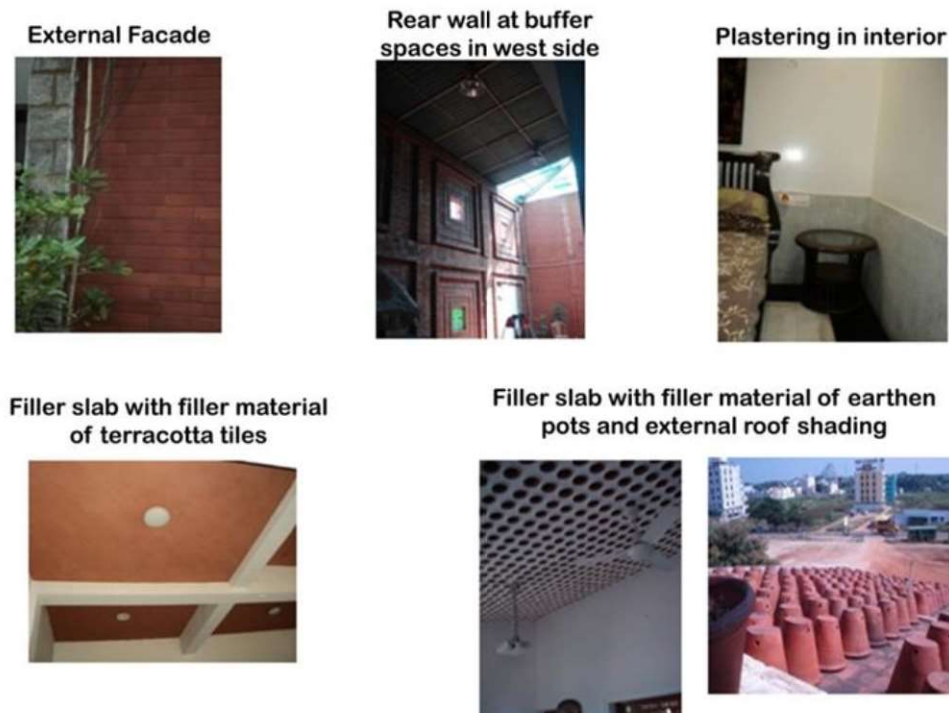 External Facade
Rear wall at buffer
spaces in west side
Plastering in interior
Filler slab with filler material
of terracotta tiles
Filler slab with filler material of earthen
pots and external roof shading